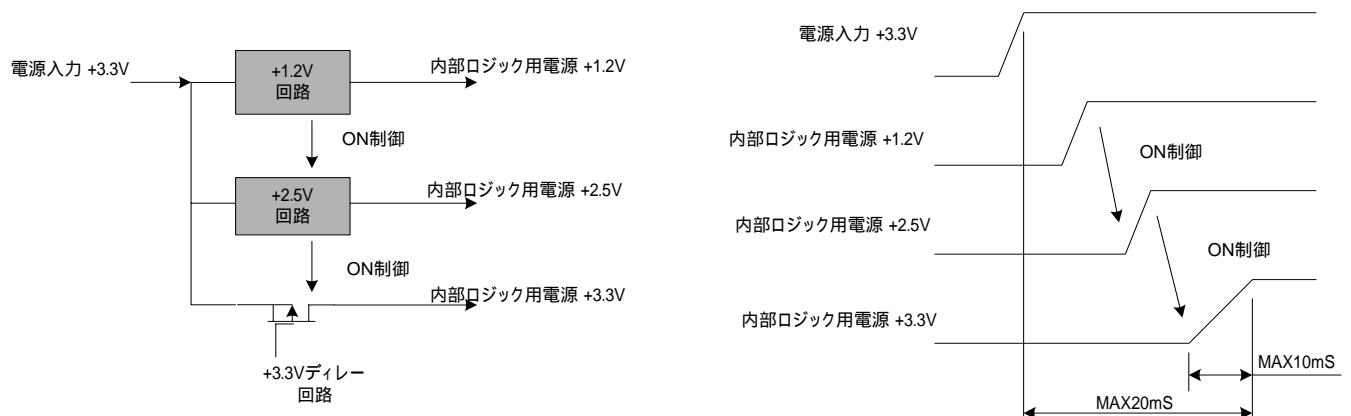 電源入力 +3.3V
+1.2V
回路
内部ロジック用電源 +1.2V
ON制御
+2.5V
回路
内部ロジック用電源 +2.5V
ON制御
内部ロジック用電源 +3.3V
+3.3Vディレー
回路
電源入力 +3.3V
内部ロジック用電源 +1.2V
ON制御
内部ロジック用電源 +2.5V
ON制御
内部ロジック用電源 +3.3V
MAX10mS
MAX20mS